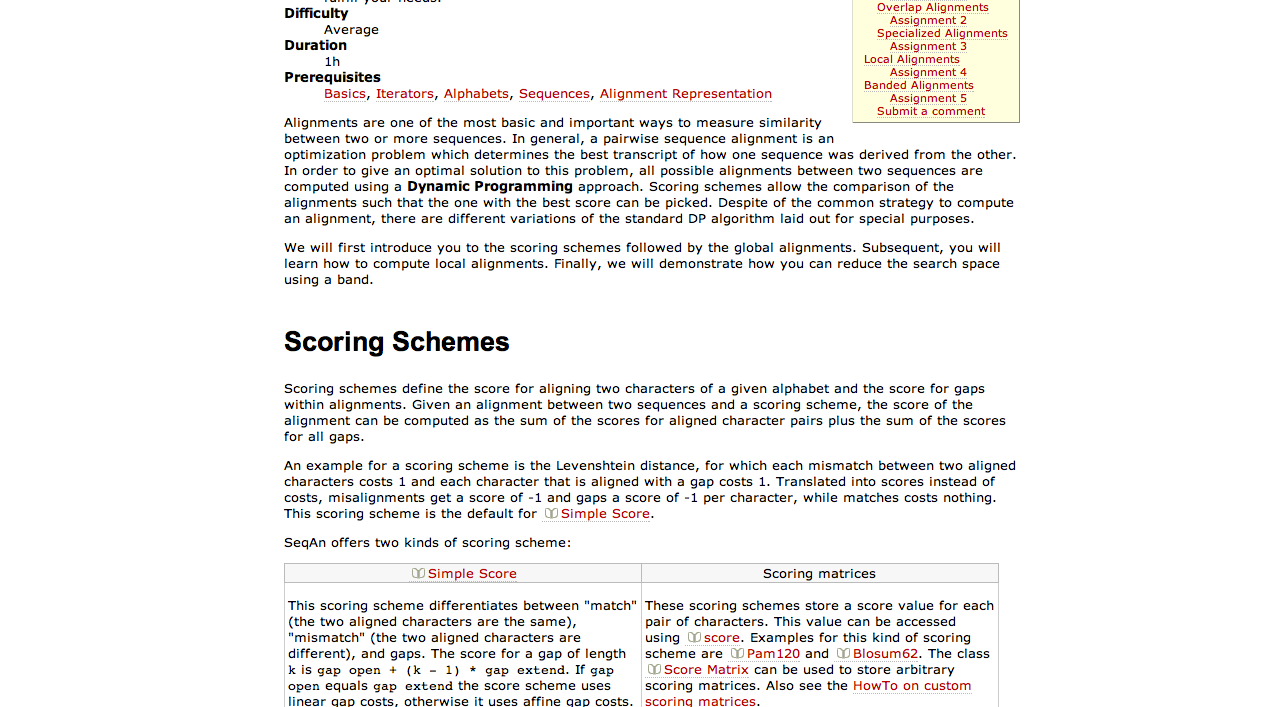 Difficulty
Average
Duration
1h
Prerequisites
Basics, Iterators, Alphabets, Sequences, Alignment Representation
Overlap Alignments
Assignment 2
Specialized Alignments
Assignment 3
Local Alignments
Assignment 4
Banded Alignments
Assignment 5
Submit a comment
Alignments are one of the most basic and important ways to measure similarity
between two or more sequences. In general, a pairwise sequence alignment is an
optimization problem which determines the best transcript of how one sequence was derived from the other.
In order to give an optimal solution to this problem, all possible alignments between two sequences are
computed using a Dynamic Programming approach. Scoring schemes allow the comparison of the
alignments such that the one with the best score can be picked. Despite of the common strategy to compute
an alignment, there are different variations of the standard DP algorithm laid out for special purposes.
We will first introduce you to the scoring schemes followed by the global alignments. Subsequent, you will
learn how to compute local alignments. Finally, we will demonstrate how you can reduce the search space
using a band.
Scoring Schemes
Scoring schemes define the score for aligning two characters of a given alphabet and the score for gaps
within alignments. Given an alignment between two sequences and a scoring scheme, the score of the
alignment can be computed as the sum of the scores for aligned character pairs plus the sum of the scores
for all gaps.
An example for a scoring scheme is the Levenshtein distance, for which each mismatch between two aligned
characters costs 1 and each character that is aligned with a gap costs 1. Translated into scores instead of
costs, misalignments get a score of -1 and gaps a score of -1 per character, while matches costs nothing.
This scoring scheme is the default for Simple Score.
SeqAn offers two kinds of scoring scheme:
Simple Score
This scoring scheme differentiates between "match"
(the two aligned characters are the same),
"mismatch" (the two aligned characters are
different), and gaps. The score for a gap of length
k is gap open + (k - 1) * gap extend. If gap
open equals gap extend the score scheme uses
linear gap costs, otherwise it uses affine gap costs.
Scoring matrices
These scoring schemes store a score value for each
pair of characters. This value can be accessed
using score. Examples for this kind of scoring
scheme are Pam120 and Blosum62. The class
Score Matrix can be used to store arbitrary
scoring matrices. Also see the HowTo on custom
scoring matrices.